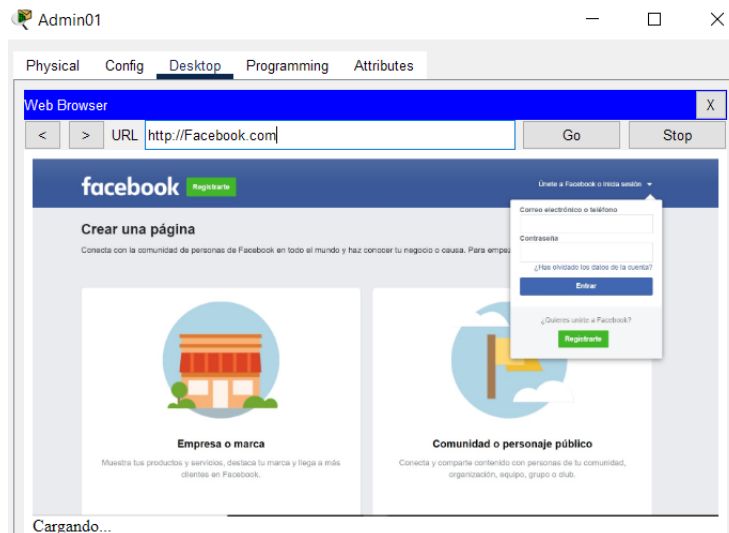 Admin01
Physical Config Desktop Programming Attributes
Web Browser X
< > URL http://Facebook.com Go Stop
facebook Registrarte Únete a Facebook o inicia sesión
Correo electrónico o teléfono
Contraseña
¿Has olvidado los datos de la cuenta?
Entrar
¿Quieres unirte a Facebook?
Registrarte
Crear una página
Conecta con la comunidad de personas de Facebook en todo el mundo y haz conocer tu negocio o causa. Para
Empresa o marca
Muestra tus productos y servicios, destaca tu marca y llega a más
clientes en Facebook.
Comunidad o personaje público
Conecta y comparte contenido con personas de tu comunidad,
organización, equipo, grupo o club.
Cargando...